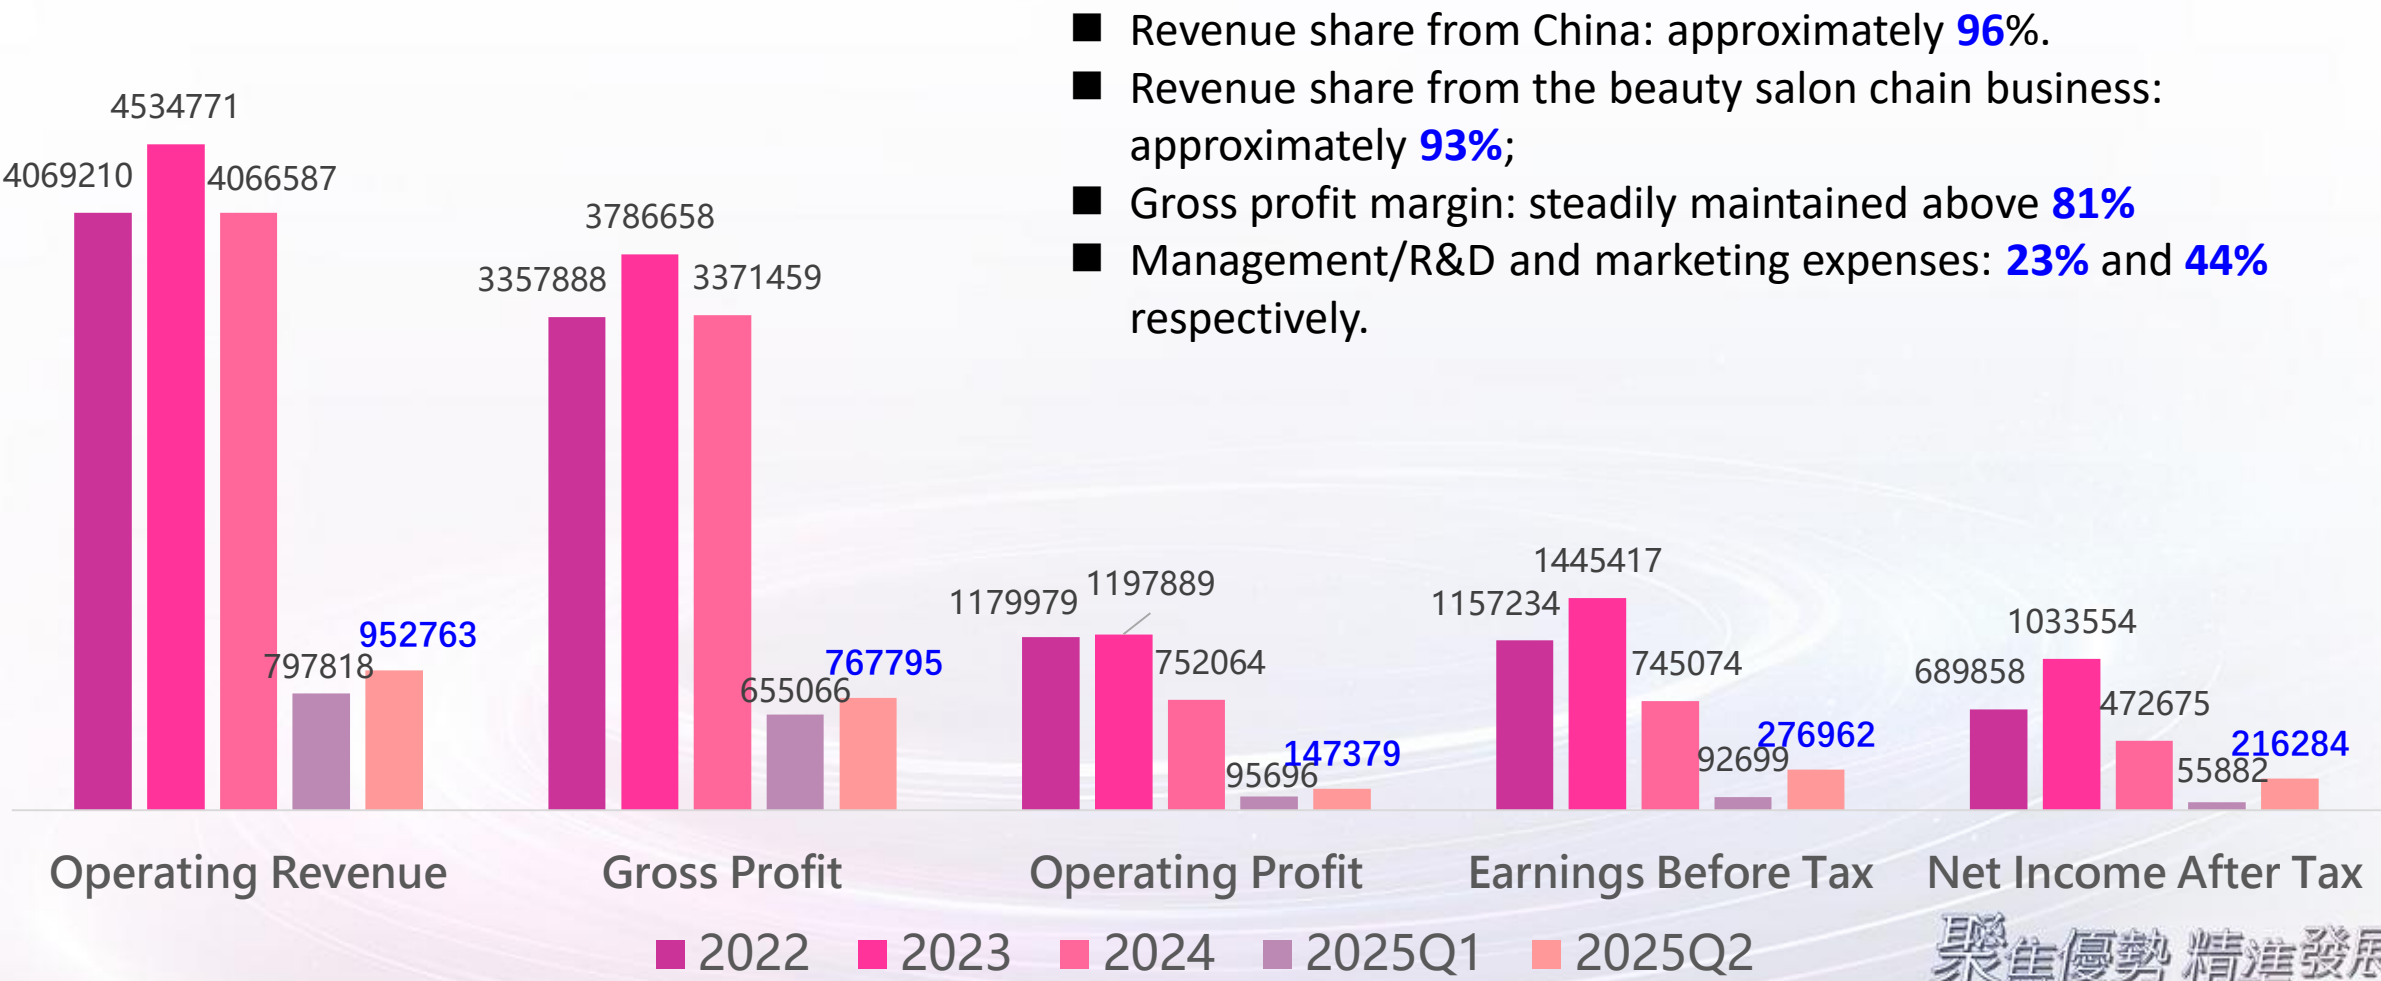 ■ Revenue share from China: approximately 96%.
■ Revenue share from the beauty salon chain business:
approximately 93%;
■ Gross profit margin: steadily maintained above 81%
■ Management/R&D and marketing expenses: 23% and 44%
respectively.
4069210
4534771
4066587
797818
952763
3357888
3786658
3371459
655066
767795
1179979
1197889
752064
95696
147379
1157234
1445417
745074
92699
276962
689858
1033554
472675
55882
216284
Operating Revenue
Gross Profit
Operating Profit
Earnings Before Tax
Net Income After Tax
2022 2023 2024 2025Q1 2025Q2
聚焦優勢 精準發展